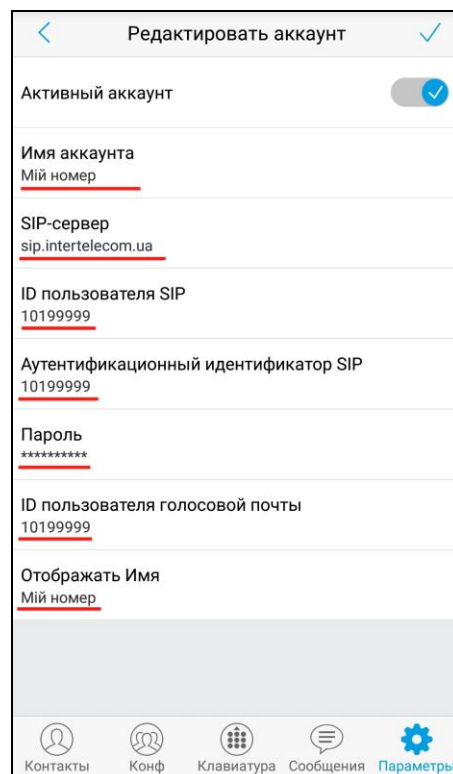 Редактировать аккаунт
Активный аккаунт
Имя аккаунта
Мій номер
SIP-сервер
sip.intertelecom.ua
ID пользователя SIP
10199999
Аутентификационный идентификатор SIP
10199999
Пароль
**********
ID пользователя голосовой почты
10199999
Отображать Имя
Мій номер
Контакты Конф Клавиатура Сообщения Параметры